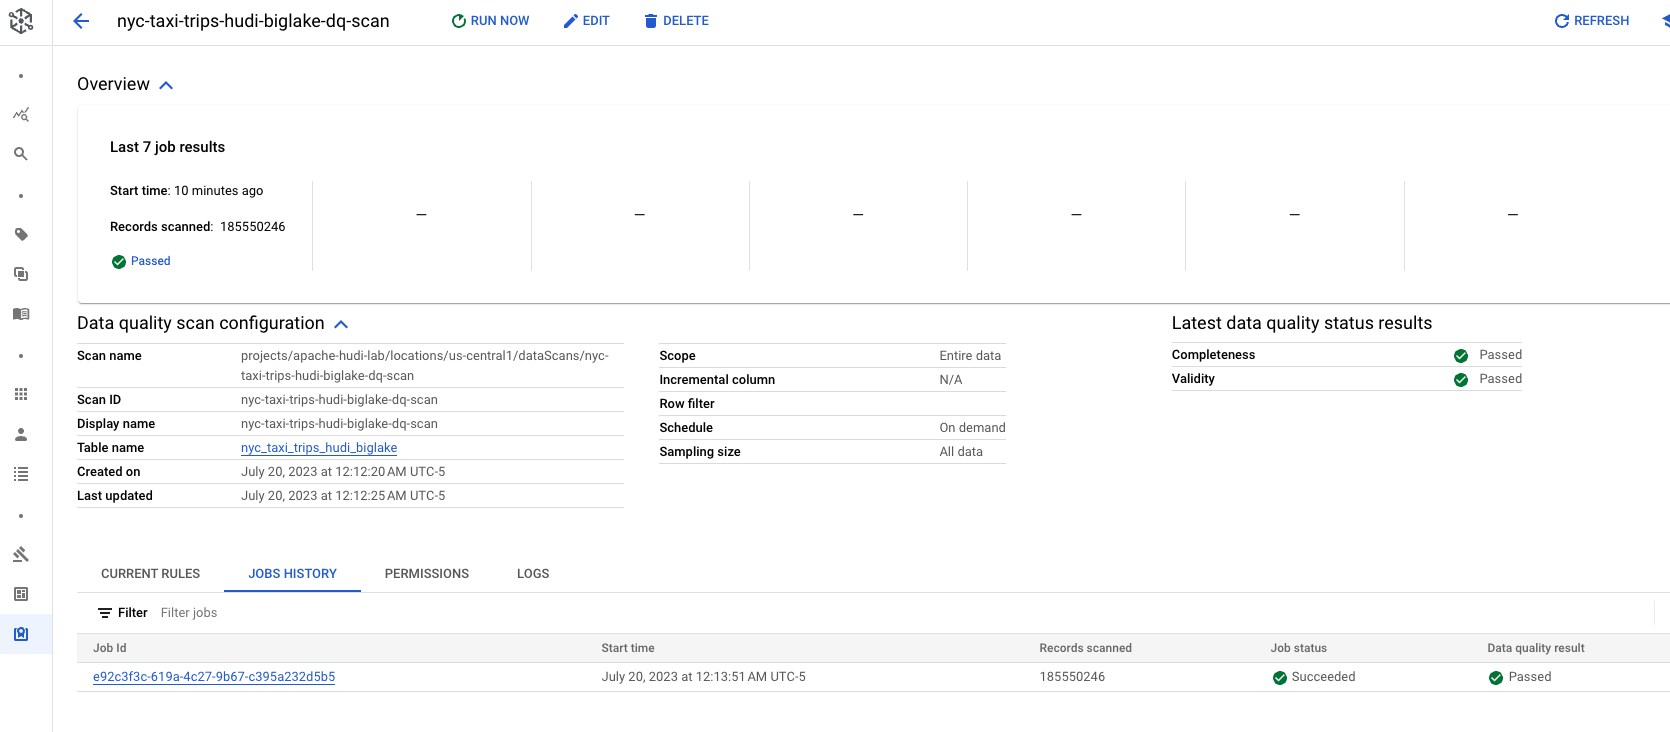 nyc-taxi-trips-hudi-biglake-dq-scan RUN NOW EDIT DELETE REFRESH
Overview
Last 7 job results
Start time: 10 minutes ago
Records scanned: 185550246
Passed
– – – – – –
Data quality scan configuration
Scan name projects/apache-hudi-lab/locations/us-central1/dataScans/nyc-
taxi-trips-hudi-biglake-dq-scan
Scan ID nyc-taxi-trips-hudi-biglake-dq-scan
Display name nyc-taxi-trips-hudi-biglake-dq-scan
Table name nyc_taxi_trips_hudi_biglake
Created on July 20, 2023 at 12:12:20 AM UTC-5
Last updated July 20, 2023 at 12:12:25 AM UTC-5
Scope Entire data
Incremental column N/A
Row filter
Schedule On demand
Sampling size All data
Latest data quality status results
Completeness Passed
Validity Passed
CURRENT RULES JOBS HISTORY PERMISSIONS LOGS
Filter Filter jobs
Job Id Start time Records scanned Job status Data quality result
e92c3f3c-619a-4c27-9b67-c395a232d5b5 July 20, 2023 at 12:13:51 AM UTC-5 185550246 Succeeded Passed